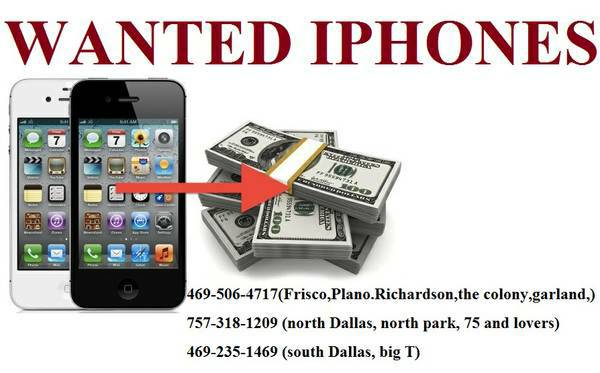 WANTED IPHONES
469-506-4717(Frisco,Plano.Richardson,the colony,garland,)
757-318-1209 (north Dallas, north park, 75 and lovers)
469-235-1469 (south Dallas, big T)